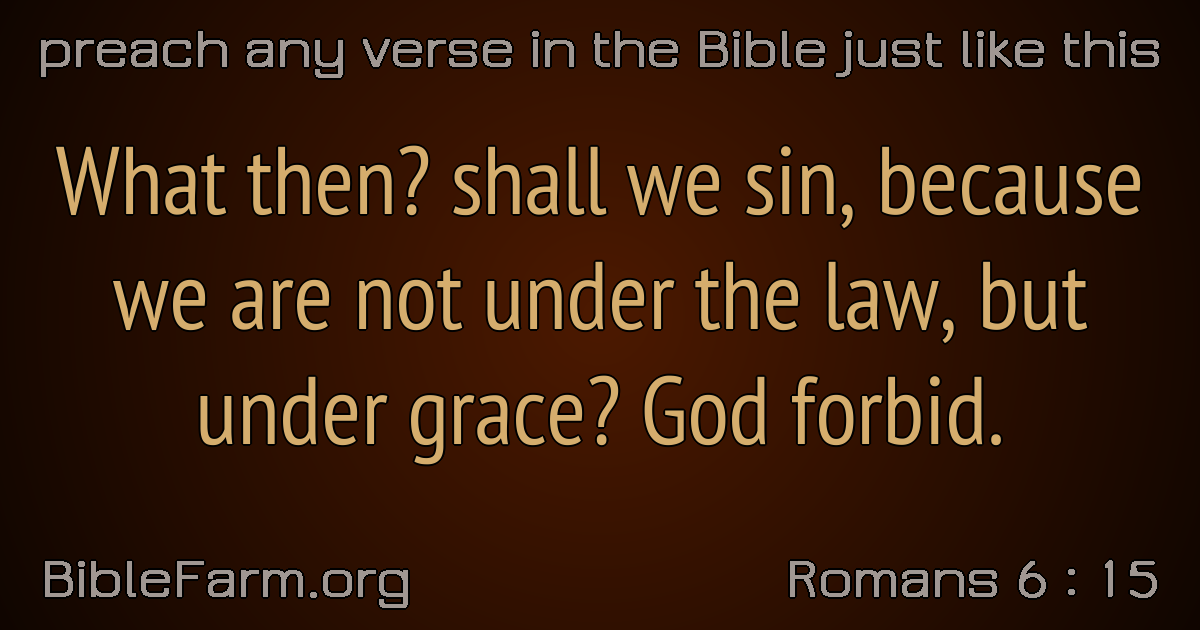 preach any verse in the Bible just like this
What then? shall we sin, because
we are not under the law, but
under grace? God forbid.
BibleFarm.org
Romans 6 : 15